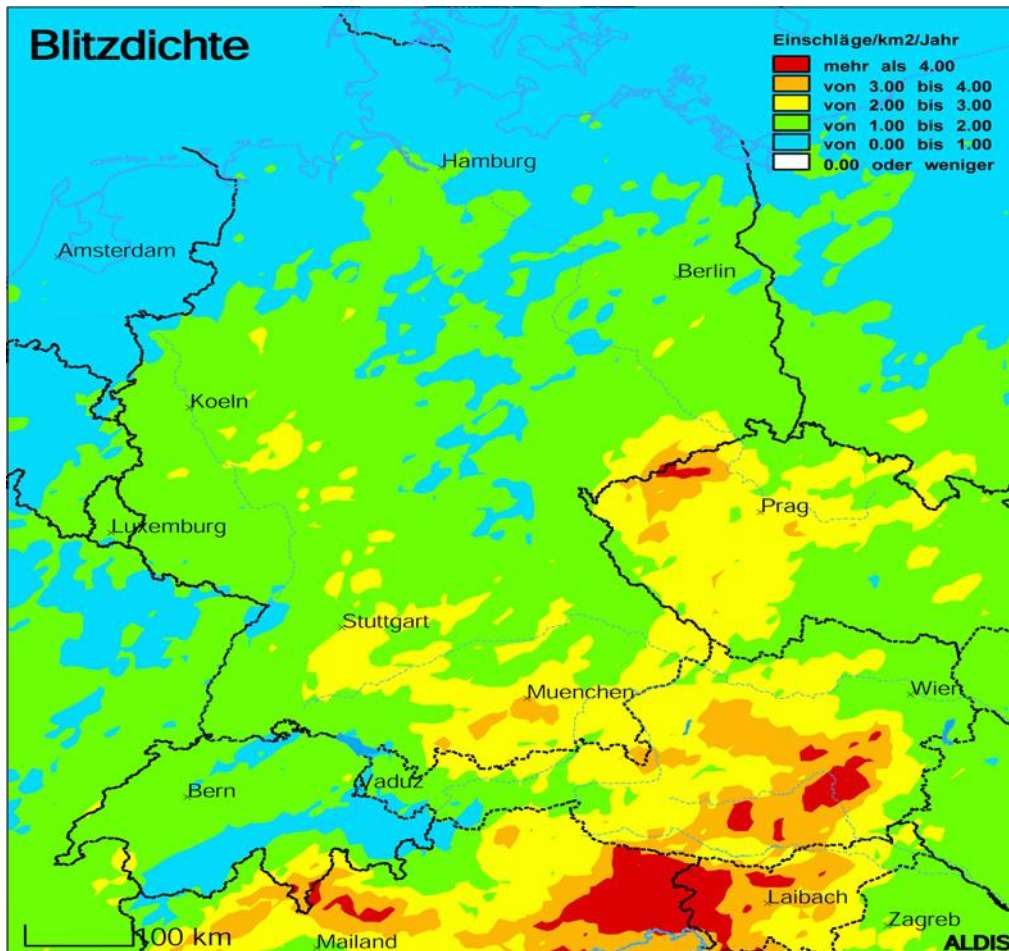 Blitzdichte
Einschläge/km2/Jahr
mehr als 4.00
von 3.00 bis 4.00
von 2.00 bis 3.00
von 1.00 bis 2.00
von 0.00 bis 1.00
0.00 oder weniger
Hamburg
Amsterdam
Berlin
Koeln
Prag
Luxemburg
Stuttgart
Muenchen
Wien
Vaduz
Bern
Laibach
Zagreb
100 km
Mailand
ALDIS